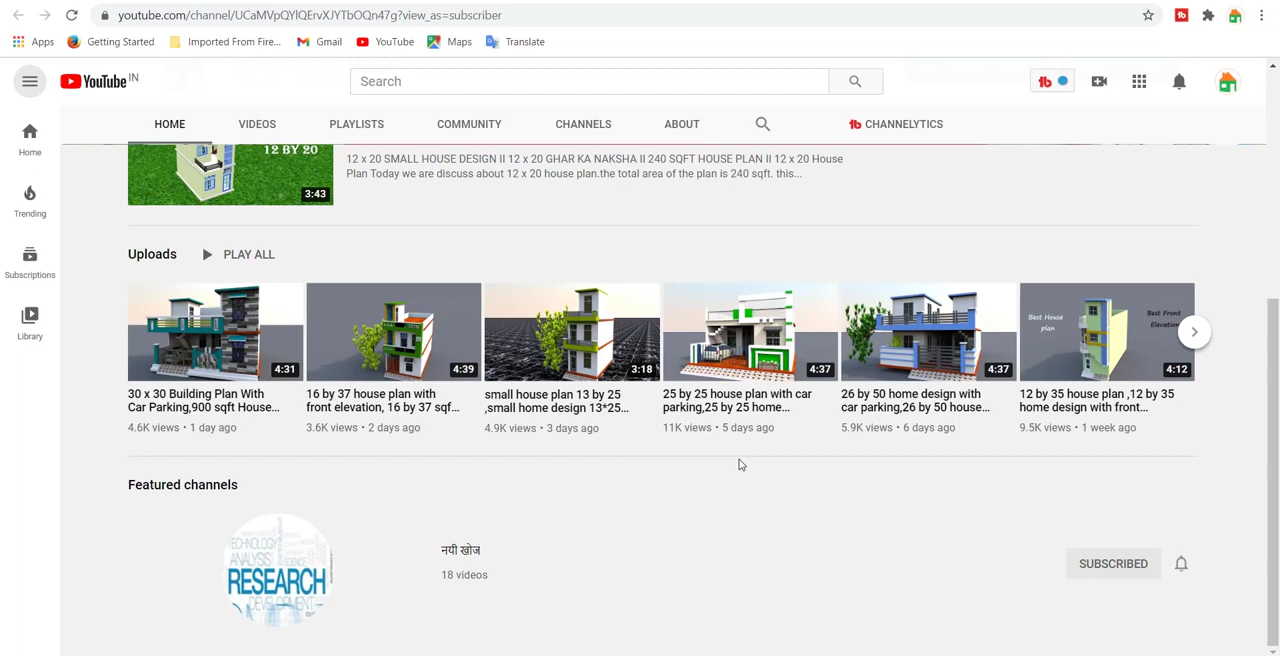 youtube.com/channel/UCaMVpQYlQErvXJYTbOQn47g?view_as=subscriber
Apps Getting Started Imported From Fire... Gmail YouTube Maps Translate
YouTube IN Search
HOME VIDEOS PLAYLISTS COMMUNITY CHANNELS ABOUT CHANNELYTICS
Home
Trending
Subscriptions
Library
12 BY 20
3:43
12 x 20 SMALL HOUSE DESIGN II 12 x 20 GHAR KA NAKSHA II 240 SQFT HOUSE PLAN II 12 x 20 House
Plan Today we are discuss about 12 x 20 house plan.the total area of the plan is 240 sqft. this...
Uploads PLAY ALL
4:31
30 x 30 Building Plan With
Car Parking,900 sqft House...
4.6K views • 1 day ago
4:39
16 by 37 house plan with
front elevation, 16 by 37 sqf...
3.6K views • 2 days ago
3:18
small house plan 13 by 25
,small home design 13*25...
4.9K views • 3 days ago
4:37
25 by 25 house plan with car
parking,25 by 25 home...
11K views • 5 days ago
4:37
26 by 50 home design with
car parking,26 by 50 house...
5.9K views • 6 days ago
Best House
plan
Best Front
Elevation
4:12
12 by 35 house plan ,12 by 35
home design with front...
9.5K views • 1 week ago
Featured channels
TECHNOLOGY
ANALYSIS
RESEARCH
DEVELOPMENT
नयी खोज
18 videos
SUBSCRIBED